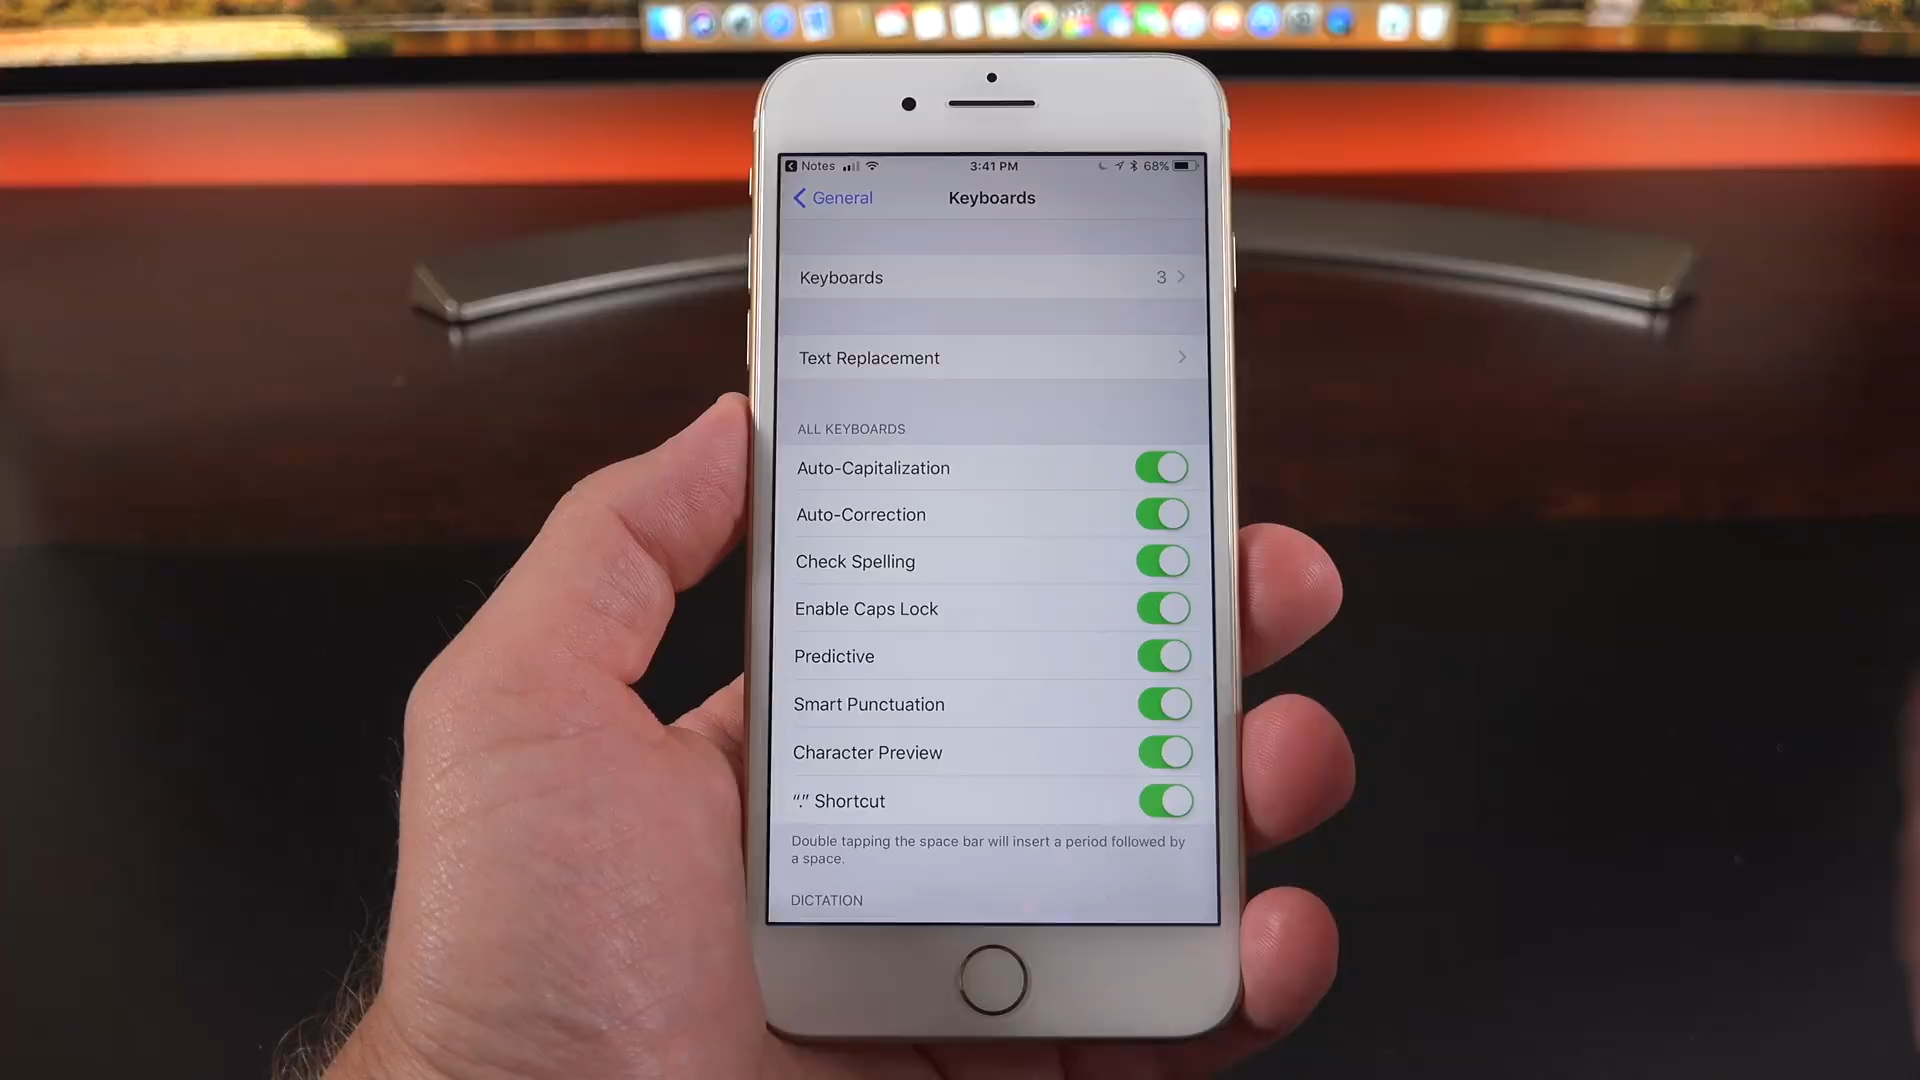 Notes 3:41 PM 68%
General Keyboards
Keyboards 3
Text Replacement
ALL KEYBOARDS
Auto-Capitalization
Auto-Correction
Check Spelling
Enable Caps Lock
Predictive
Smart Punctuation
Character Preview
“.” Shortcut
Double tapping the space bar will insert a period followed by
a space.
DICTATION